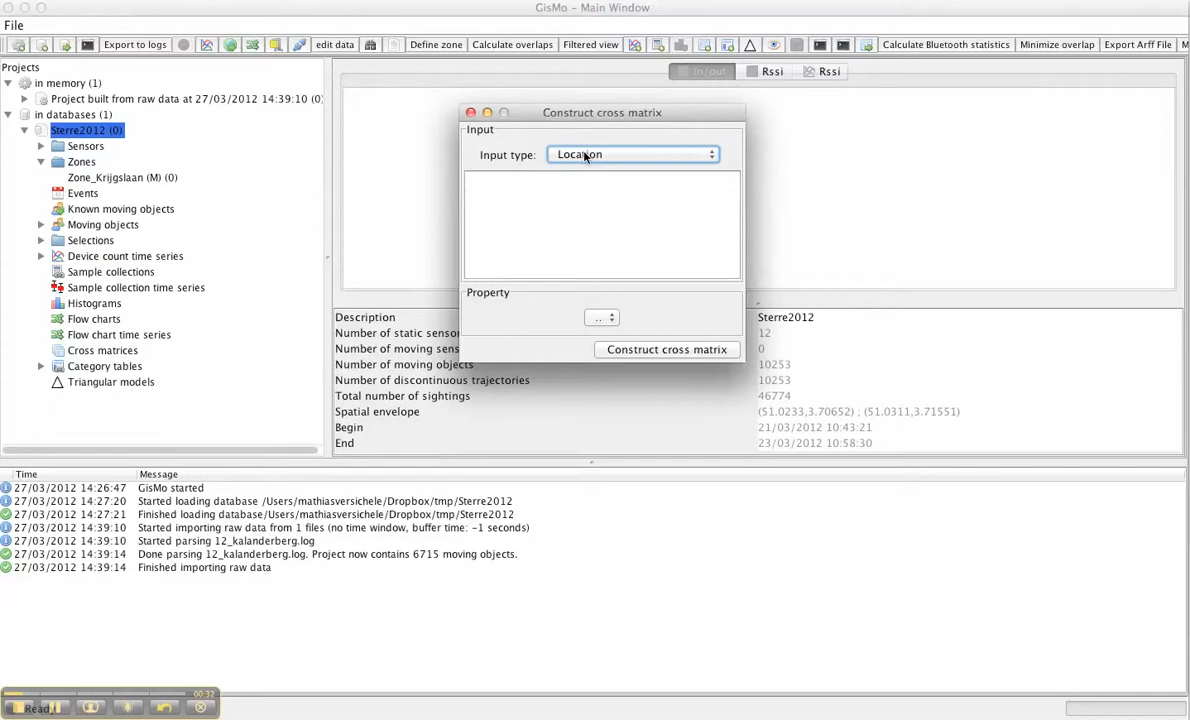 GisMo – Main Window
File
Export to logs
edit data
Define zone
Calculate overlaps
Filtered view
Calculate Bluetooth statistics
Minimize overlap
Export Arff File
M
Projects
in memory (1)
Project built from raw data at 27/03/2012 14:39:10 (0)
in databases (1)
Sterre2012 (0)
Sensors
Zones
Zone_Krijgslaan (M) (0)
Events
Known moving objects
Moving objects
Selections
Device count time series
Sample collections
Sample collection time series
Histograms
Flow charts
Flow chart time series
Cross matrices
Category tables
Triangular models
In/out
Rssi
Rssi
Construct cross matrix
Input
Input type:
Location
Property
..
Construct cross matrix
Description Sterre2012
Number of static senso 12
Number of moving sens 0
Number of moving objects 10253
Number of discontinuous trajectories 10253
Total number of sightings 46774
Spatial envelope (51.0233,3.70652) ; (51.0311,3.71551)
Begin 21/03/2012 10:43:21
End 23/03/2012 10:58:30
Time Message
27/03/2012 14:26:47 GisMo started
27/03/2012 14:27:20 Started loading database /Users/mathiasversichele/Dropbox/tmp/Sterre2012
27/03/2012 14:27:21 Finished loading database/Users/mathiasversichele/Dropbox/tmp/Sterre2012
27/03/2012 14:39:10 Started importing raw data from 1 files (no time window, buffer time: -1 seconds)
27/03/2012 14:39:10 Started parsing 12_kalanderberg.log
27/03/2012 14:39:14 Done parsing 12_kalanderberg.log. Project now contains 6715 moving objects.
27/03/2012 14:39:14 Finished importing raw data
00:32
Ready